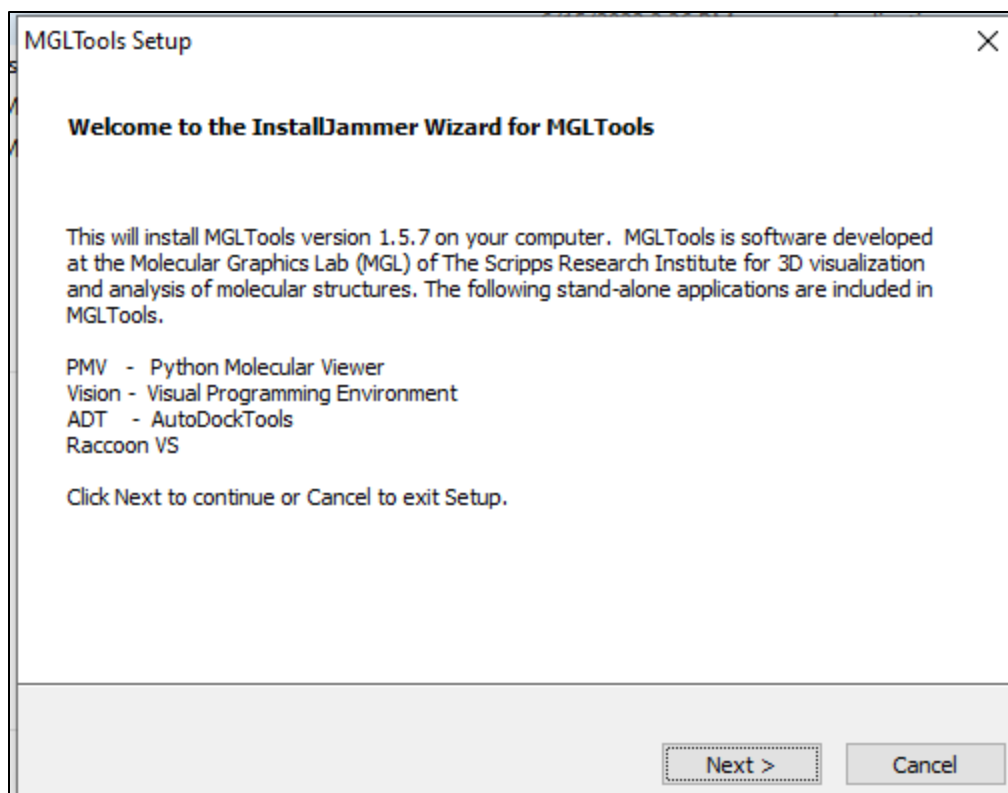 MGLTools Setup
Welcome to the InstallJammer Wizard for MGLTools
This will install MGLTools version 1.5.7 on your computer.  MGLTools is software developed
at the Molecular Graphics Lab (MGL) of The Scripps Research Institute for 3D visualization
and analysis of molecular structures. The following stand-alone applications are included in
MGLTools.
PMV   -   Python Molecular Viewer
Vision -  Visual Programming Environment
ADT    -  AutoDockTools
Raccoon VS
Click Next to continue or Cancel to exit Setup.
Next >
Cancel